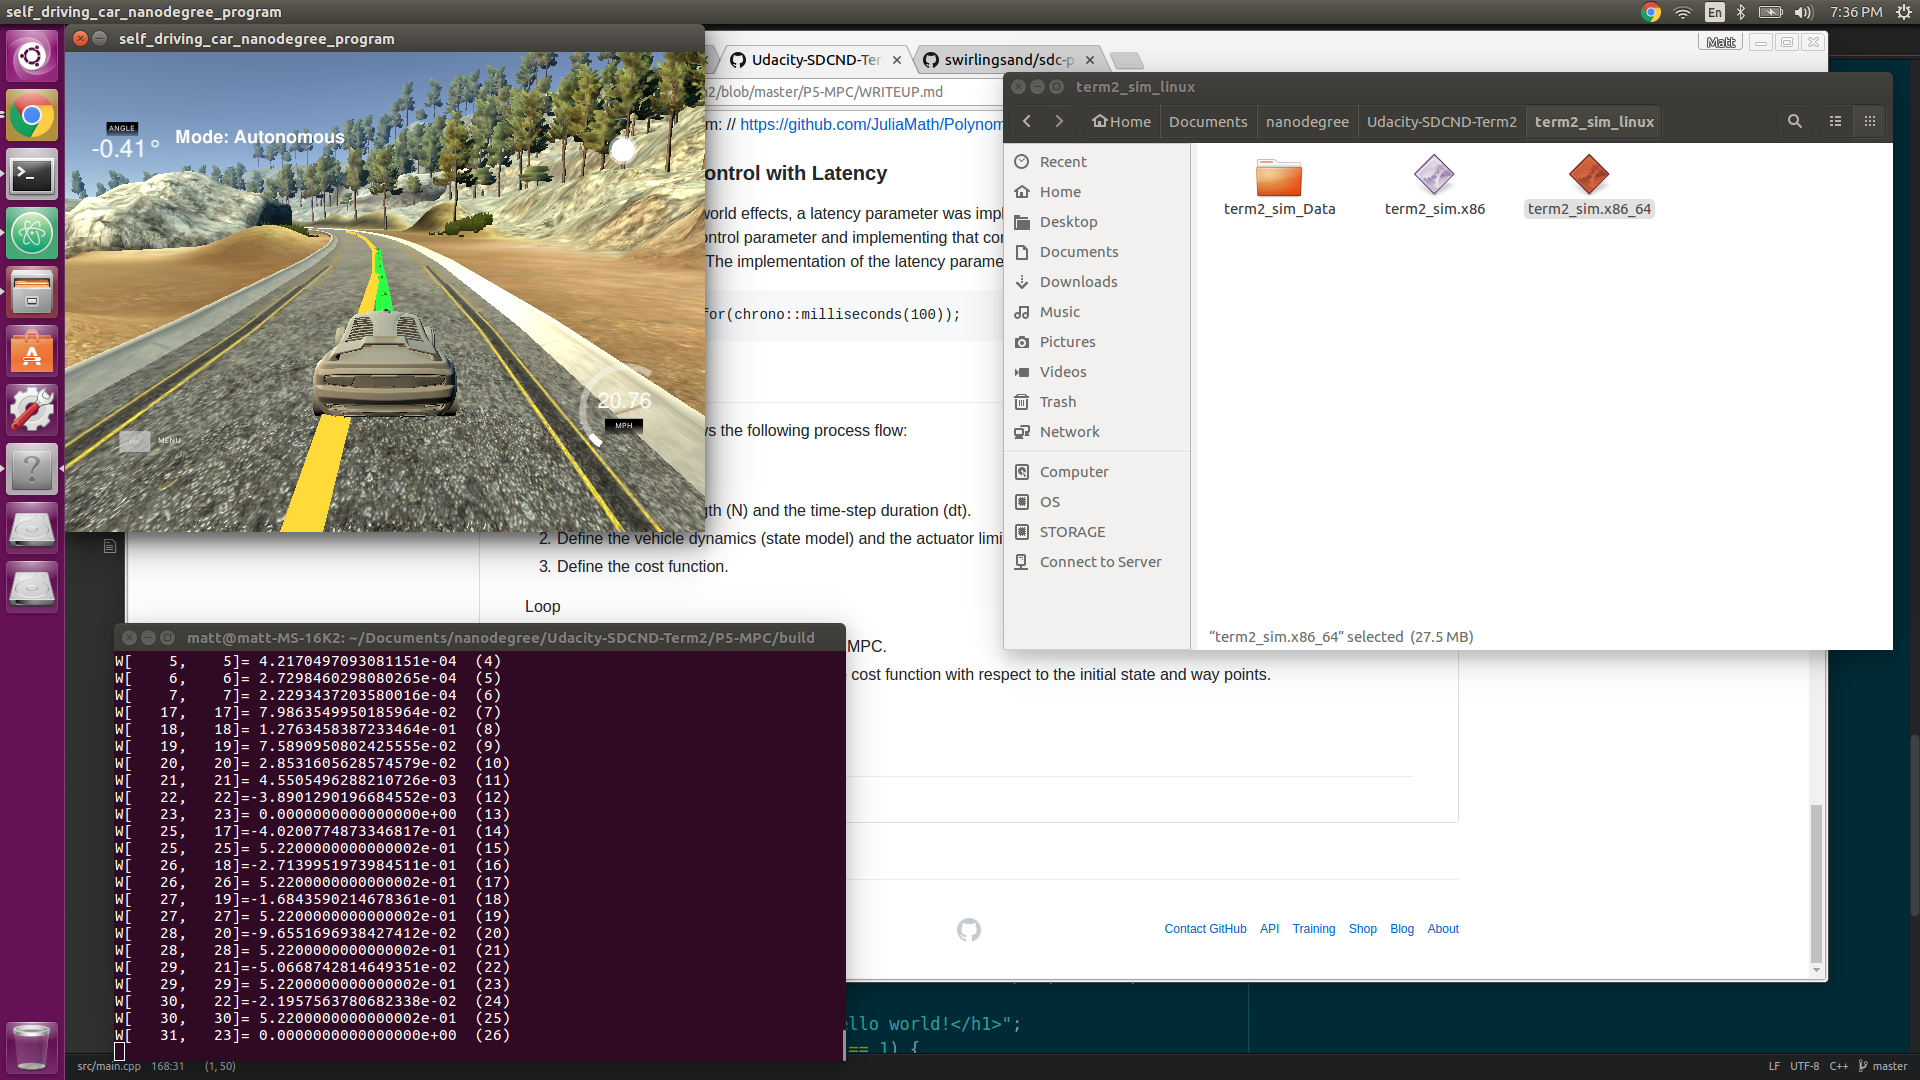 self_driving_car_nanodegree_program
En
7:36 PM
self_driving_car_nanodegree_program
ANGLE
-0.41°
Mode: Autonomous
20.76
MPH
MENU
Matt
Udacity-SDCND-Ter
swirlingsand/sdc-p
2/blob/master/P5-MPC/WRITEUP.md
m: // https://github.com/JuliaMath/Polynom
ontrol with Latency
world effects, a latency parameter was impl
ontrol parameter and implementing that con
The implementation of the latency parame
for(chrono::milliseconds(100));
s the following process flow:
gth (N) and the time-step duration (dt).
2. Define the vehicle dynamics (state model) and the actuator limi
3. Define the cost function.
Loop
MPC.
cost function with respect to the initial state and way points.
Contact GitHub API Training Shop Blog About
term2_sim_linux
Home Documents nanodegree Udacity-SDCND-Term2 term2_sim_linux
Recent
Home
Desktop
Documents
Downloads
Music
Pictures
Videos
Trash
Network
Computer
OS
STORAGE
Connect to Server
term2_sim_Data
term2_sim.x86
term2_sim.x86_64
“term2_sim.x86_64” selected (27.5 MB)
matt@matt-MS-16K2: ~/Documents/nanodegree/Udacity-SDCND-Term2/P5-MPC/build
W[ 5, 5]= 4.2170497093081151e-04 (4)
W[ 6, 6]= 2.7298460298080265e-04 (5)
W[ 7, 7]= 2.2293437203580016e-04 (6)
W[ 17, 17]= 7.9863549950185964e-02 (7)
W[ 18, 18]= 1.2763458387233464e-01 (8)
W[ 19, 19]= 7.5890950802425555e-02 (9)
W[ 20, 20]= 2.8531605628574579e-02 (10)
W[ 21, 21]= 4.5505496288210726e-03 (11)
W[ 22, 22]=-3.8901290196684552e-03 (12)
W[ 23, 23]= 0.0000000000000000e+00 (13)
W[ 25, 17]=-4.0200774873346817e-01 (14)
W[ 25, 25]= 5.2200000000000002e-01 (15)
W[ 26, 18]=-2.7139951973984511e-01 (16)
W[ 26, 26]= 5.2200000000000002e-01 (17)
W[ 27, 19]=-1.6843590214678361e-01 (18)
W[ 27, 27]= 5.2200000000000002e-01 (19)
W[ 28, 20]=-9.6551696938427412e-02 (20)
W[ 28, 28]= 5.2200000000000002e-01 (21)
W[ 29, 21]=-5.0668742814649351e-02 (22)
W[ 29, 29]= 5.2200000000000002e-01 (23)
W[ 30, 22]=-2.1957563780682338e-02 (24)
W[ 30, 30]= 5.2200000000000002e-01 (25)
W[ 31, 23]= 0.0000000000000000e+00 (26)
llo world!</h1>";
== 1) {
src/main.cpp 168:31 (1, 50)
LF UTF-8 C++ master